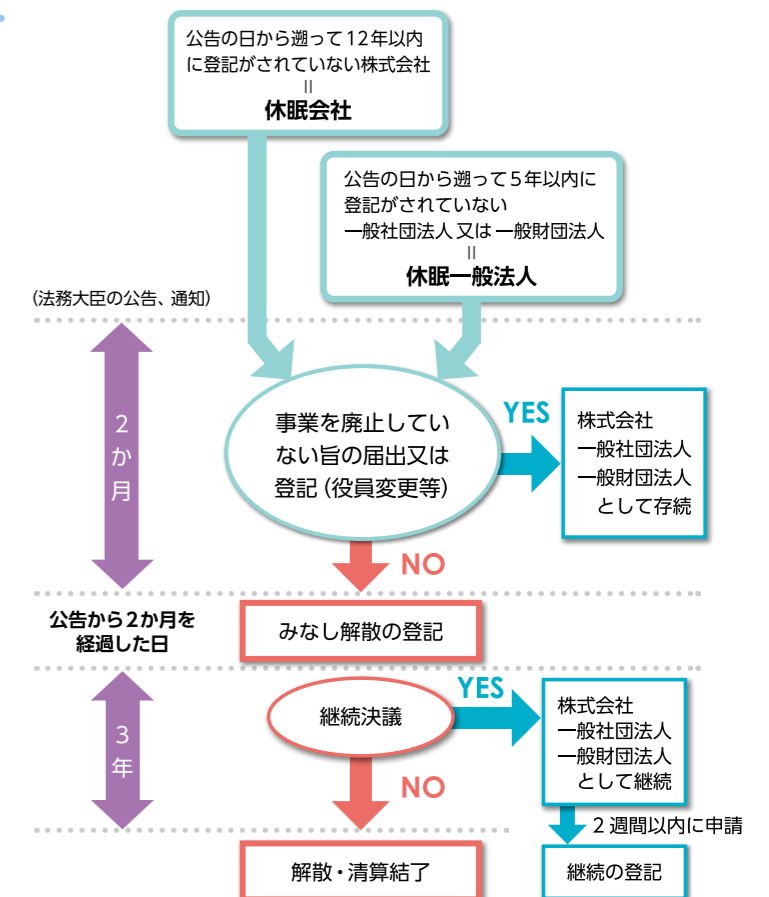 公告の日から遡って12年以内
に登記がされていない株式会社
＝
休眠会社
公告の日から遡って5年以内に
登記がされていない
一般社団法人又は一般財団法人
＝
休眠一般法人
（法務大臣の公告、通知）
2か月
事業を廃止してい
ない旨の届出又は
登記（役員変更等）
YES
株式会社
一般社団法人
一般財団法人
として存続
NO
公告から2か月を
経過した日
みなし解散の登記
3年
継続決議
YES
株式会社
一般社団法人
一般財団法人
として継続
NO
2週間以内に申請
解散・清算結了
継続の登記